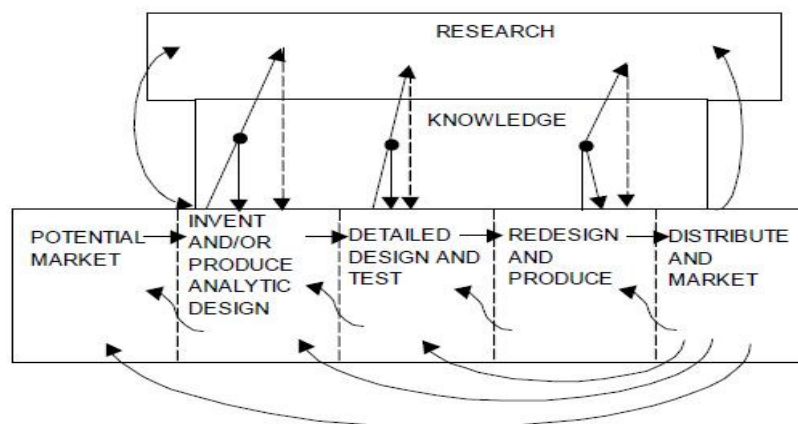 RESEARCH
KNOWLEDGE
POTENTIAL
MARKET
INVENT
AND/OR
PRODUCE
ANALYTIC
DESIGN
DETAILED
DESIGN AND
TEST
REDESIGN
AND
PRODUCE
DISTRIBUTE
AND
MARKET